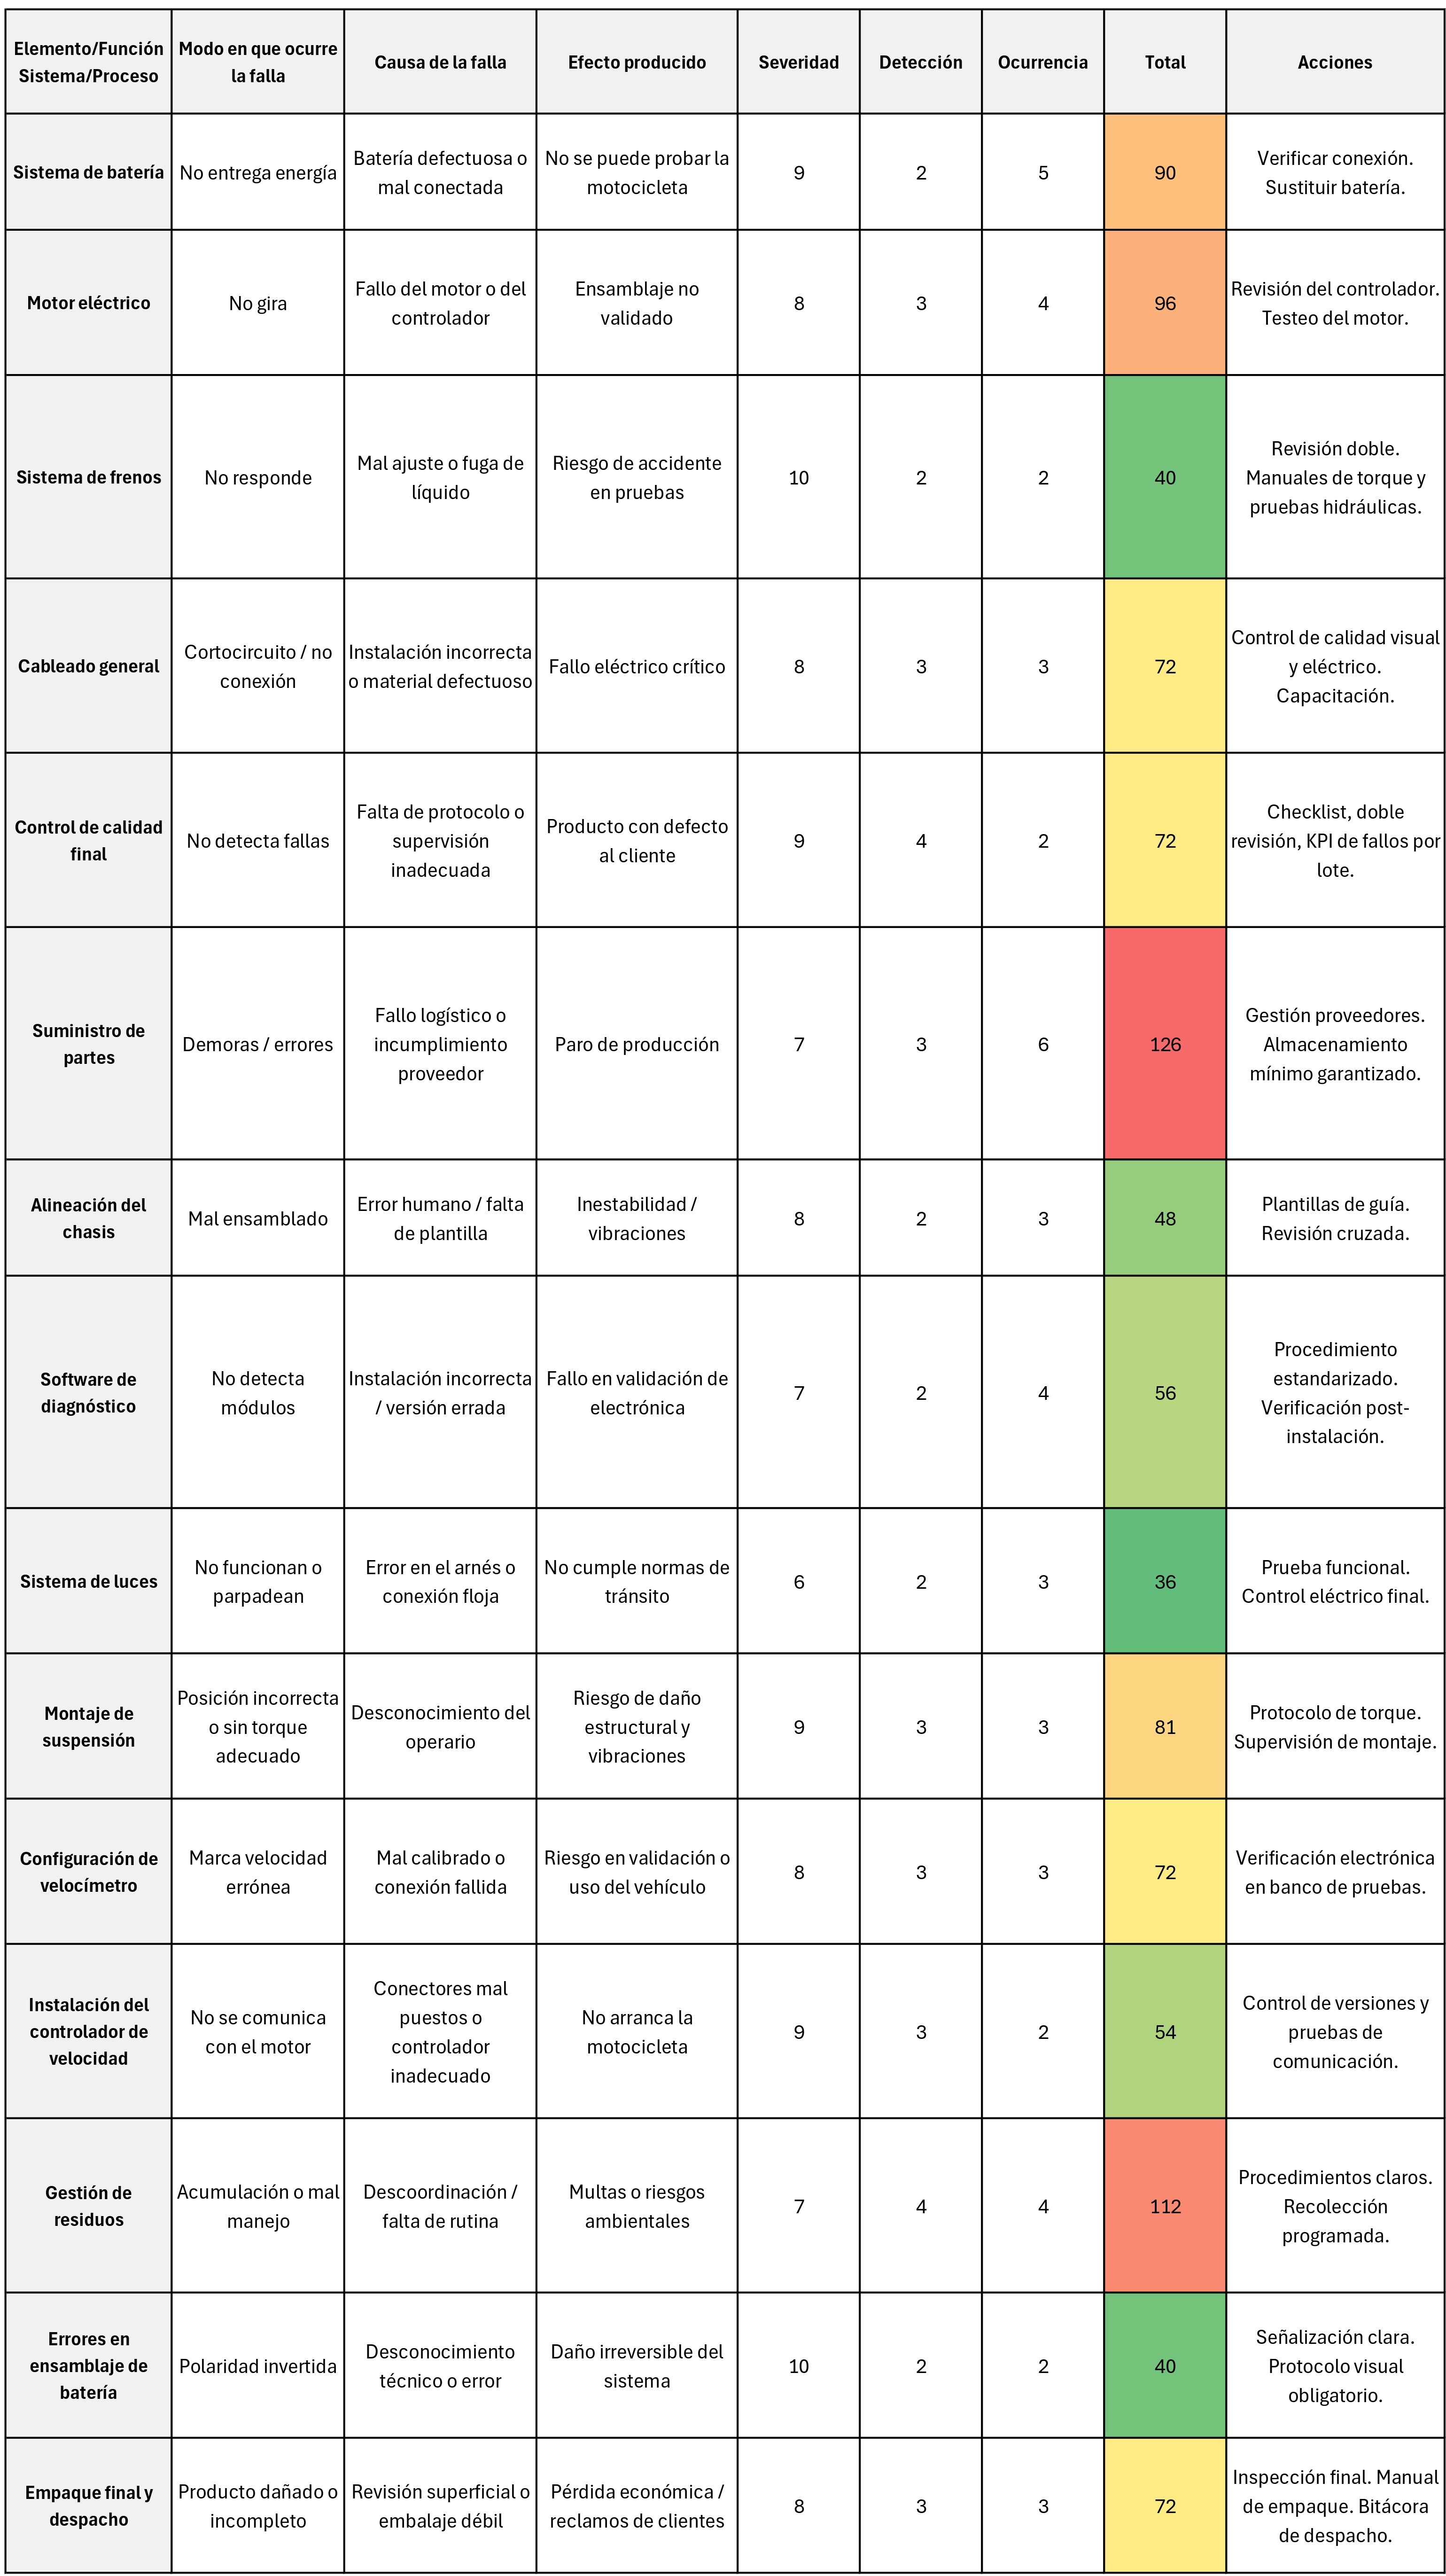 Elemento/Función
Sistema/Proceso
Modo en que ocurre
la falla
Causa de la falla
Efecto producido
Severidad
Detección
Ocurrencia
Total
Acciones
Sistema de batería
No entrega energía
Batería defectuosa o
mal conectada
No se puede probar la
motocicleta
9
2
5
90
Verificar conexión.
Sustituir batería.
Motor eléctrico
No gira
Fallo del motor o del
controlador
Ensamblaje no
validado
8
3
4
96
Revisión del controlador.
Testeo del motor.
Sistema de frenos
No responde
Mal ajuste o fuga de
líquido
Riesgo de accidente
en pruebas
10
2
2
40
Revisión doble.
Manuales de torque y
pruebas hidráulicas.
Cableado general
Cortocircuito / no
conexión
Instalación incorrecta
o material defectuoso
Fallo eléctrico crítico
8
3
3
72
Control de calidad visual
y eléctrico.
Capacitación.
Control de calidad
final
No detecta fallas
Falta de protocolo o
supervisión
inadecuada
Producto con defecto
al cliente
9
4
2
72
Checklist, doble
revisión, KPI de fallos por
lote.
Suministro de
partes
Demoras / errores
Fallo logístico o
incumplimiento
proveedor
Paro de producción
7
3
6
126
Gestión proveedores.
Almacenamiento
mínimo garantizado.
Alineación del
chasis
Mal ensamblado
Error humano / falta
de plantilla
Inestabilidad /
vibraciones
8
2
3
48
Plantillas de guía.
Revisión cruzada.
Software de
diagnóstico
No detecta
módulos
Instalación incorrecta
/ versión errada
Fallo en validación de
electrónica
7
2
4
56
Procedimiento
estandarizado.
Verificación post-
instalación.
Sistema de luces
No funcionan o
parpadean
Error en el arnés o
conexión floja
No cumple normas de
tránsito
6
2
3
36
Prueba funcional.
Control eléctrico final.
Montaje de
suspensión
Posición incorrecta
o sin torque
adecuado
Desconocimiento del
operario
Riesgo de daño
estructural y
vibraciones
9
3
3
81
Protocolo de torque.
Supervisión de montaje.
Configuración de
velocímetro
Marca velocidad
errónea
Mal calibrado o
conexión fallida
Riesgo en validación o
uso del vehículo
8
3
3
72
Verificación electrónica
en banco de pruebas.
Instalación del
controlador de
velocidad
No se comunica
con el motor
Conectores mal
puestos o
controlador
inadecuado
No arranca la
motocicleta
9
3
2
54
Control de versiones y
pruebas de
comunicación.
Gestión de
residuos
Acumulación o mal
manejo
Descoordinación /
falta de rutina
Multas o riesgos
ambientales
7
4
4
112
Procedimientos claros.
Recolección
programada.
Errores en
ensamblaje de
batería
Polaridad invertida
Desconocimiento
técnico o error
Daño irreversible del
sistema
10
2
2
40
Señalización clara.
Protocolo visual
obligatorio.
Empaque final y
despacho
Producto dañado o
incompleto
Revisión superficial o
embalaje débil
Pérdida económica /
reclamos de clientes
8
3
3
72
Inspección final. Manual
de empaque. Bitácora
de despacho.